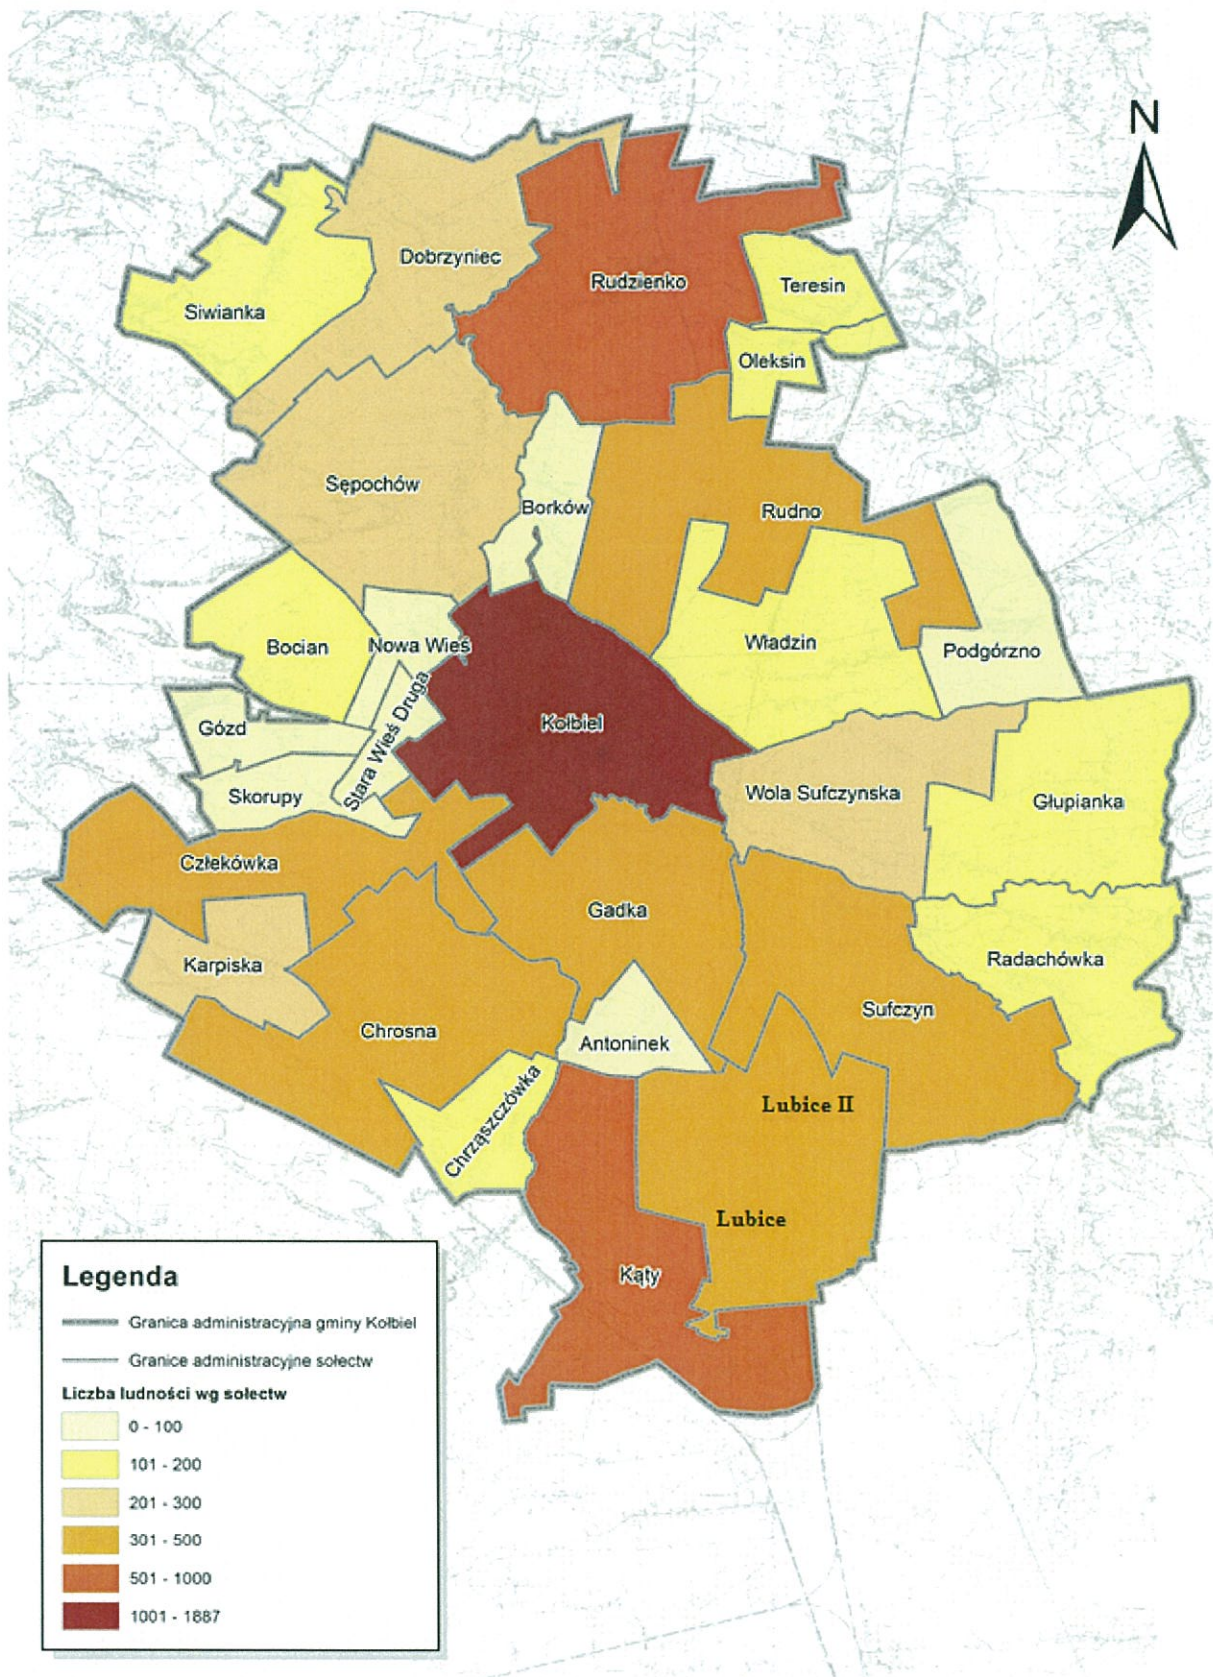 N
Dobrzyniec
Rudzienko
Teresin
Siwianka
Oleksin
Sępochów
Borków
Rudno
Bocian
Nowa Wieś
Władzin
Podgórzno
Stara Wieś Druga
Gózd
Kołbiel
Skorupy
Wola Sufczynska
Głupianka
Człekówka
Gadka
Karpiska
Radachówka
Chrosna
Sufczyn
Antoninek
Chrząszczówka
Lubice II
Lubice
Kąty
Legenda
Granica administracyjna gminy Kołbiel
Granice administracyjne sołectw
Liczba ludności wg sołectw
0 - 100
101 - 200
201 - 300
301 - 500
501 - 1000
1001 - 1887